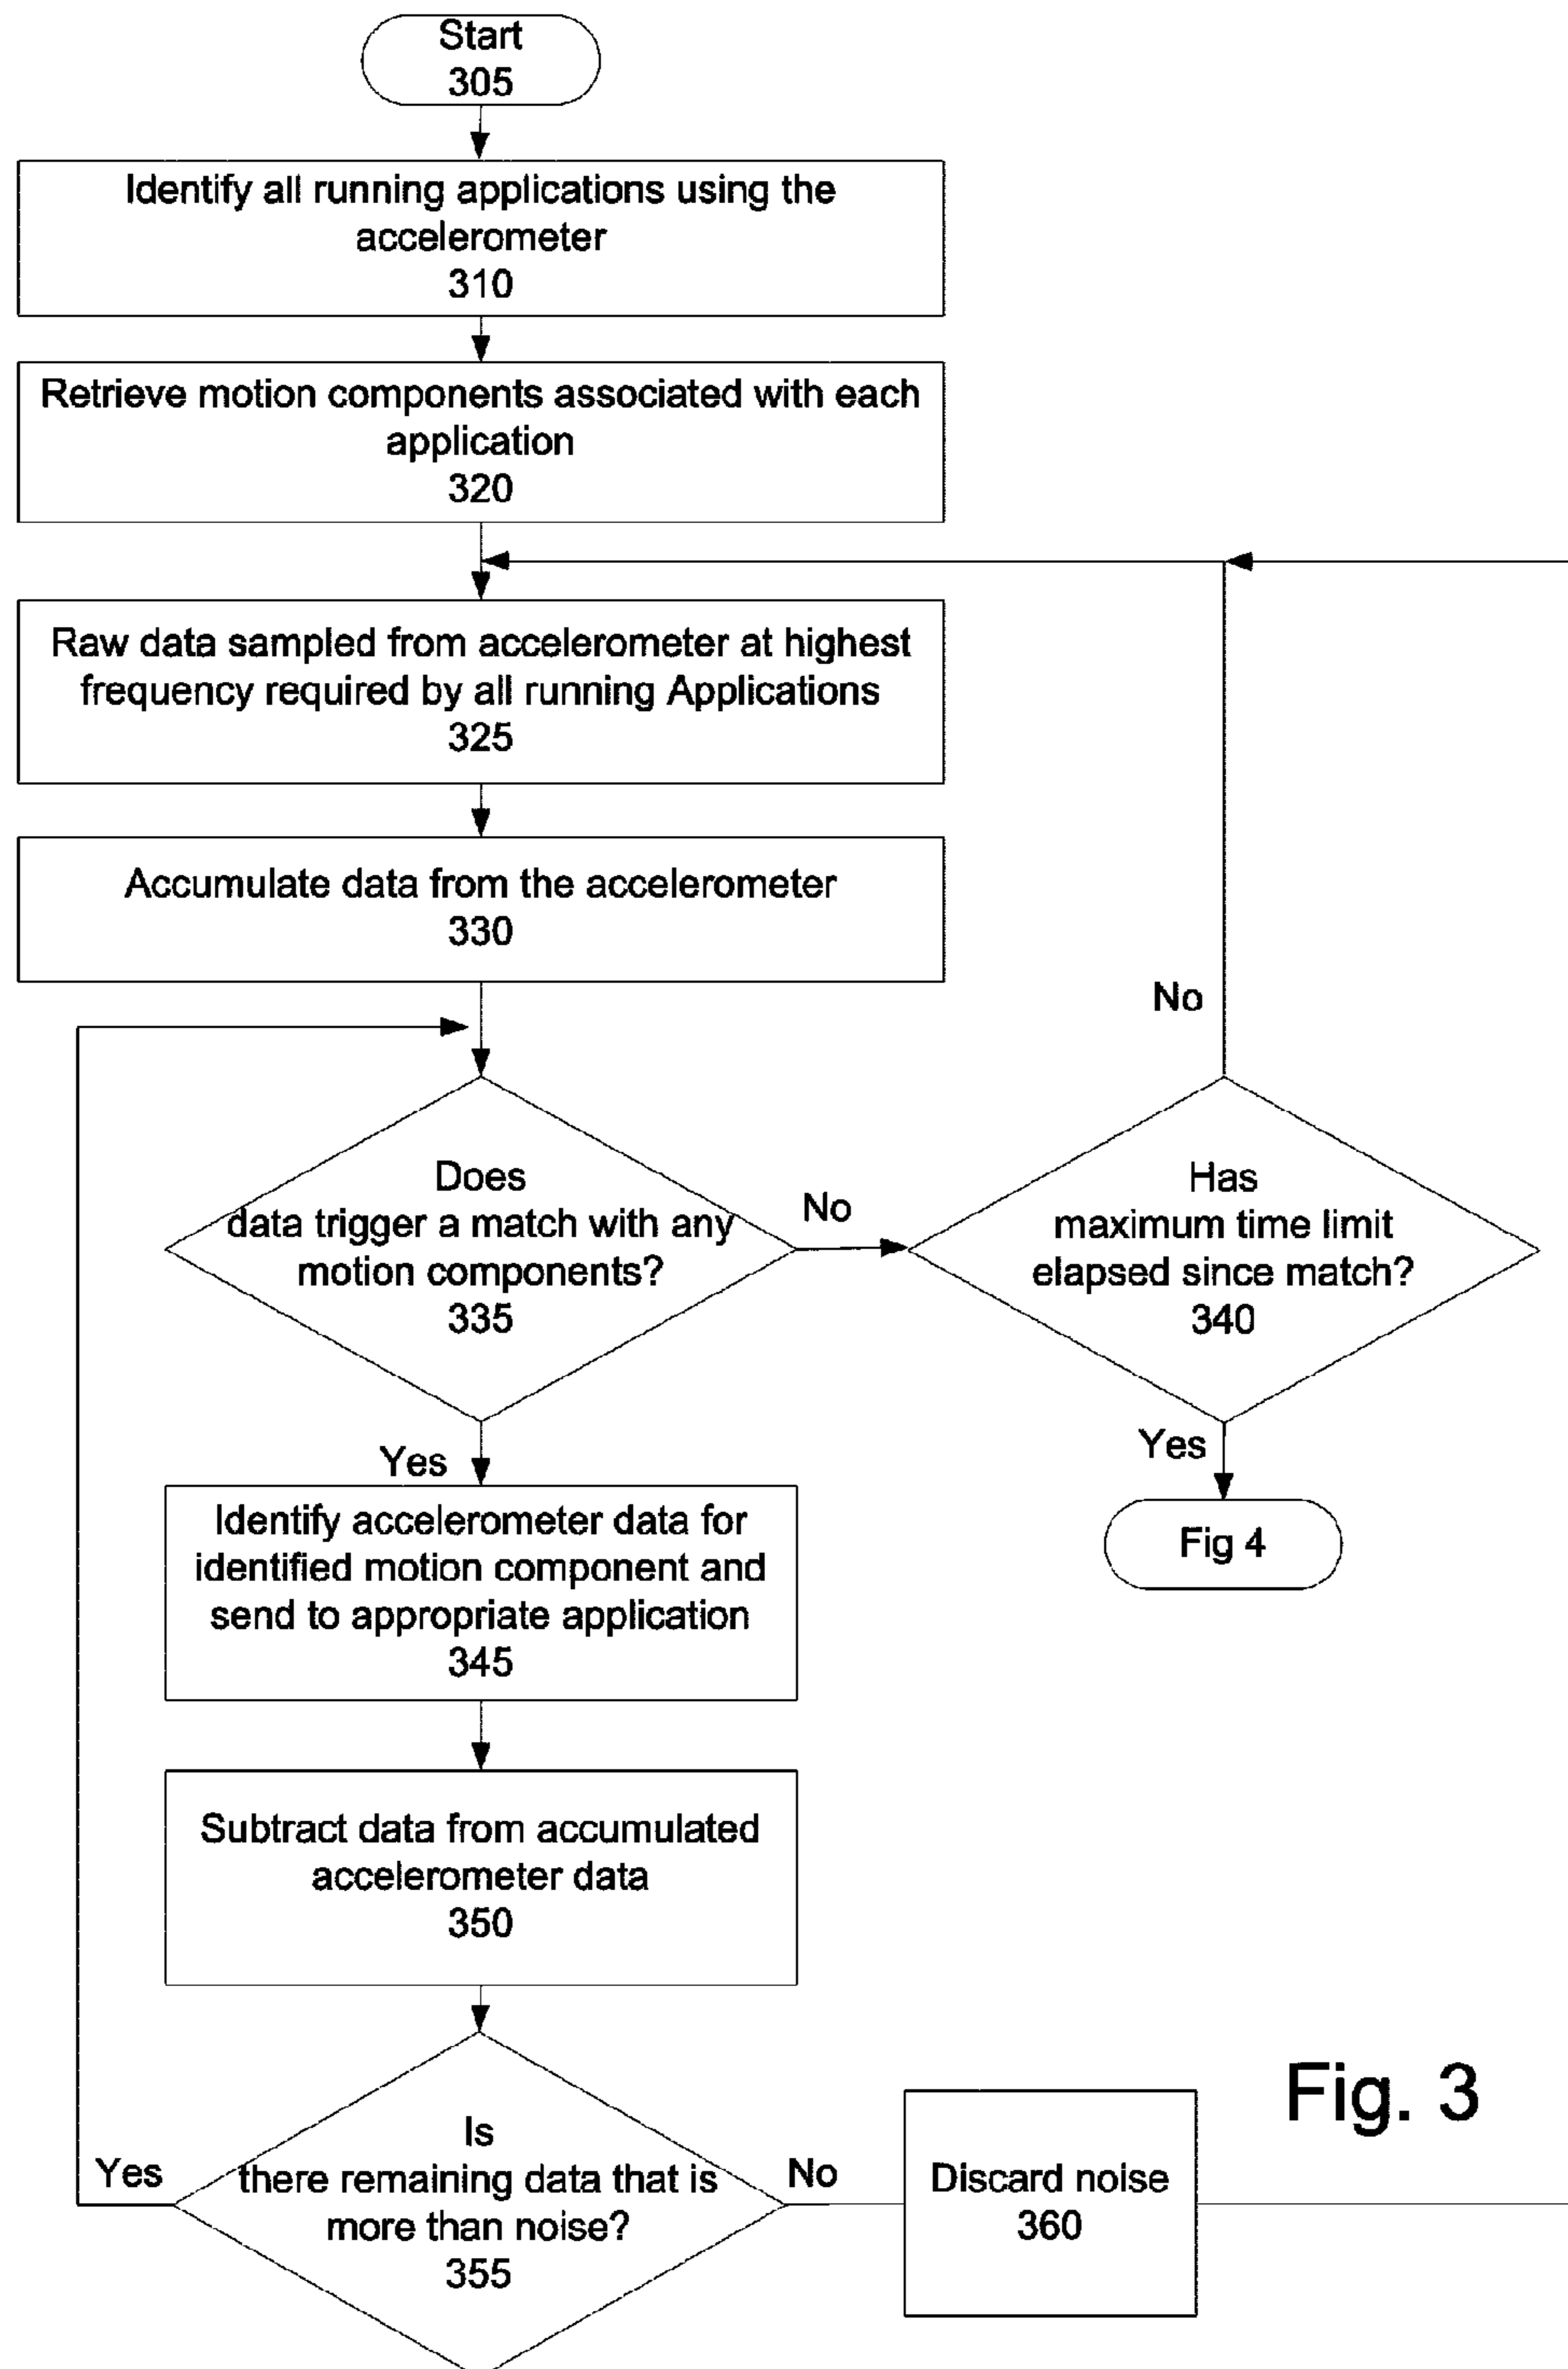 Start
305
Identify all running applications using the
accelerometer
310
Retrieve motion components associated with each
application
320
Raw data sampled from accelerometer at highest
frequency required by all running Applications
325
Accumulate data from the accelerometer
330
No
Does
data trigger a match with any
motion components?
335
No
Has
maximum time limit
elapsed since match?
340
Yes
Yes
Identify accelerometer data for
identified motion component and
send to appropriate application
345
Fig 4
Subtract data from accumulated
accelerometer data
350
Is
there remaining data that is
more than noise?
355
Yes
No
Discard noise
360
Fig. 3